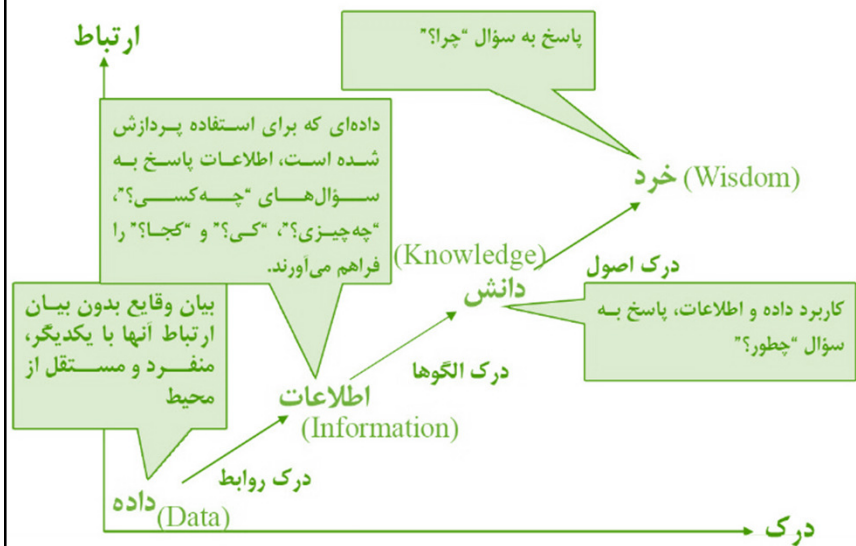 ارتباط
پاسخ به سؤال “چرا؟”
داده‌ای که برای استفاده پردازش
شده است، اطلاعات پاسخ به
سؤال‌های “چه‌کسی؟”،
“چه‌چیزی؟”، “کی؟” و “کجا؟” را
فراهم می‌آورند.
خرد (Wisdom)
(Knowledge)
دانش
درک اصول
کاربرد داده و اطلاعات، پاسخ به
سؤال “چطور؟”
بیان وقایع بدون بیان
ارتباط آنها با یکدیگر،
منفرد و مستقل از
محیط
درک الگوها
اطلاعات
(Information)
درک روابط
داده
(Data)
درک